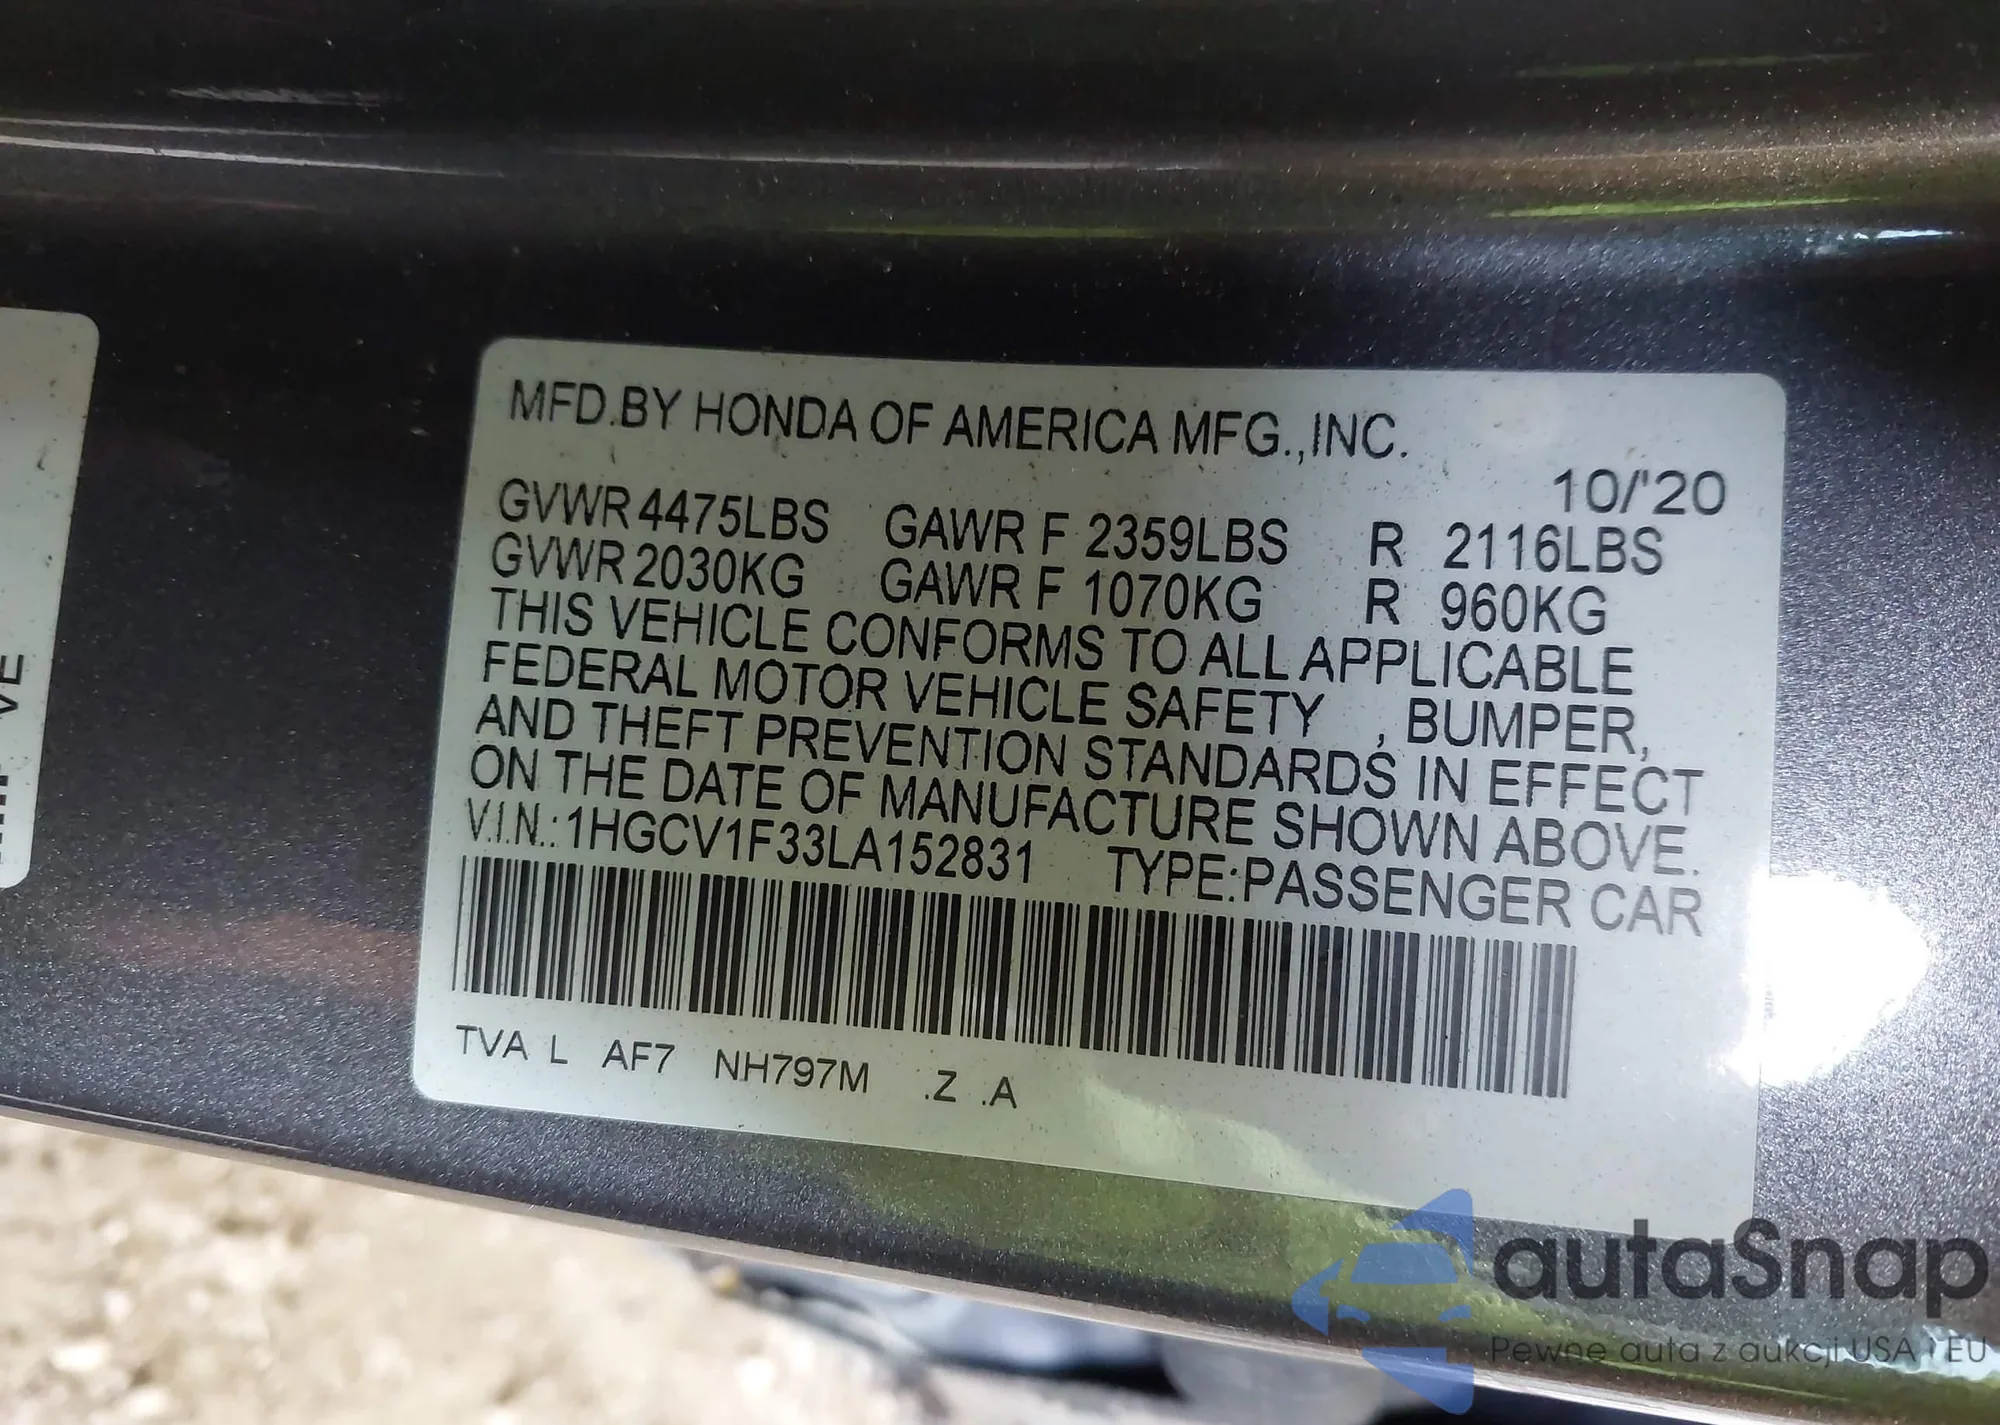 MFD.BY HONDA OF AMERICA MFG.,INC.
10/'20
GVWR 4475LBS GAWR F 2359LBS R 2116LBS
GVWR 2030KG GAWR F 1070KG R 960KG
THIS VEHICLE CONFORMS TO ALL APPLICABLE
FEDERAL MOTOR VEHICLE SAFETY , BUMPER,
AND THEFT PREVENTION STANDARDS IN EFFECT
ON THE DATE OF MANUFACTURE SHOWN ABOVE.
V.I.N.: 1HGCV1F33LA152831 TYPE:PASSENGER CAR
TVA L AF7 NH797M .Z .A
VE
autaSnap
Pewne auta z aukcji USA i EU